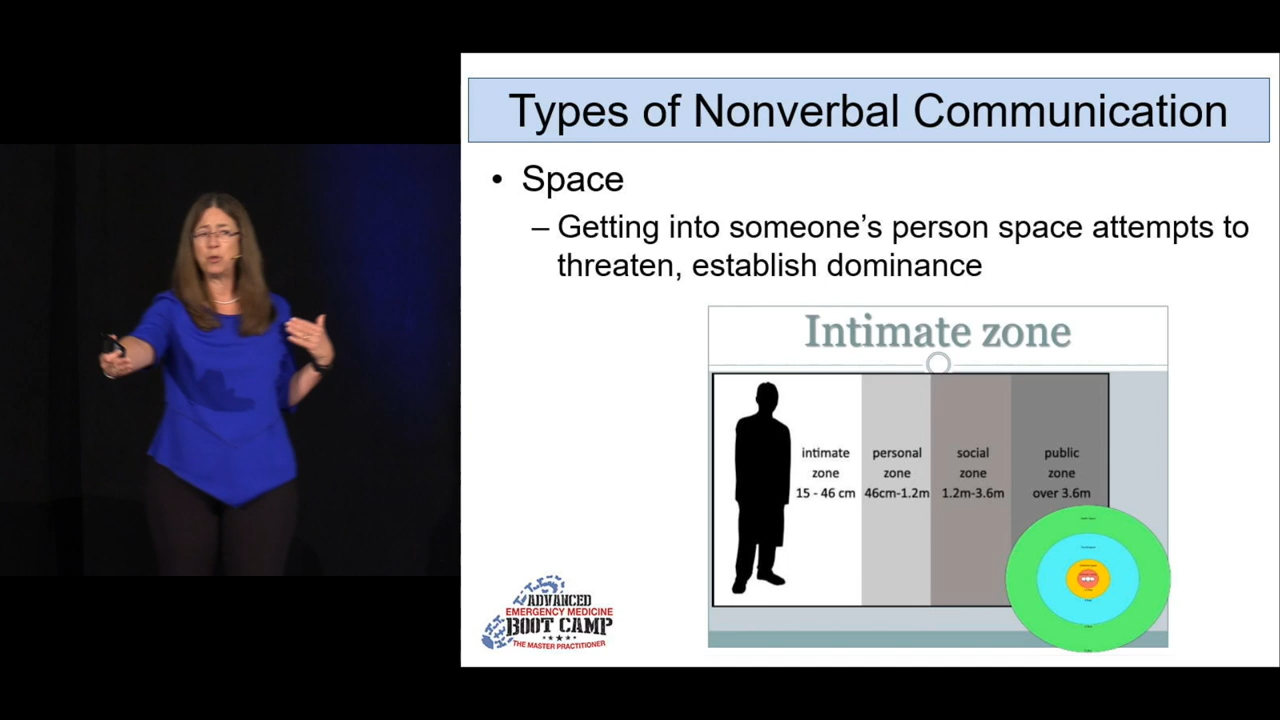 Types of Nonverbal Communication
• Space
– Getting into someone's person space attempts to
threaten, establish dominance
Intimate zone
intimate
zone
15 - 46 cm
personal
zone
46cm-1.2m
social
zone
1.2m-3.6m
public
zone
over 3.6m
ADVANCED
EMERGENCY MEDICINE
BOOT CAMP
THE MASTER PRACTITIONER